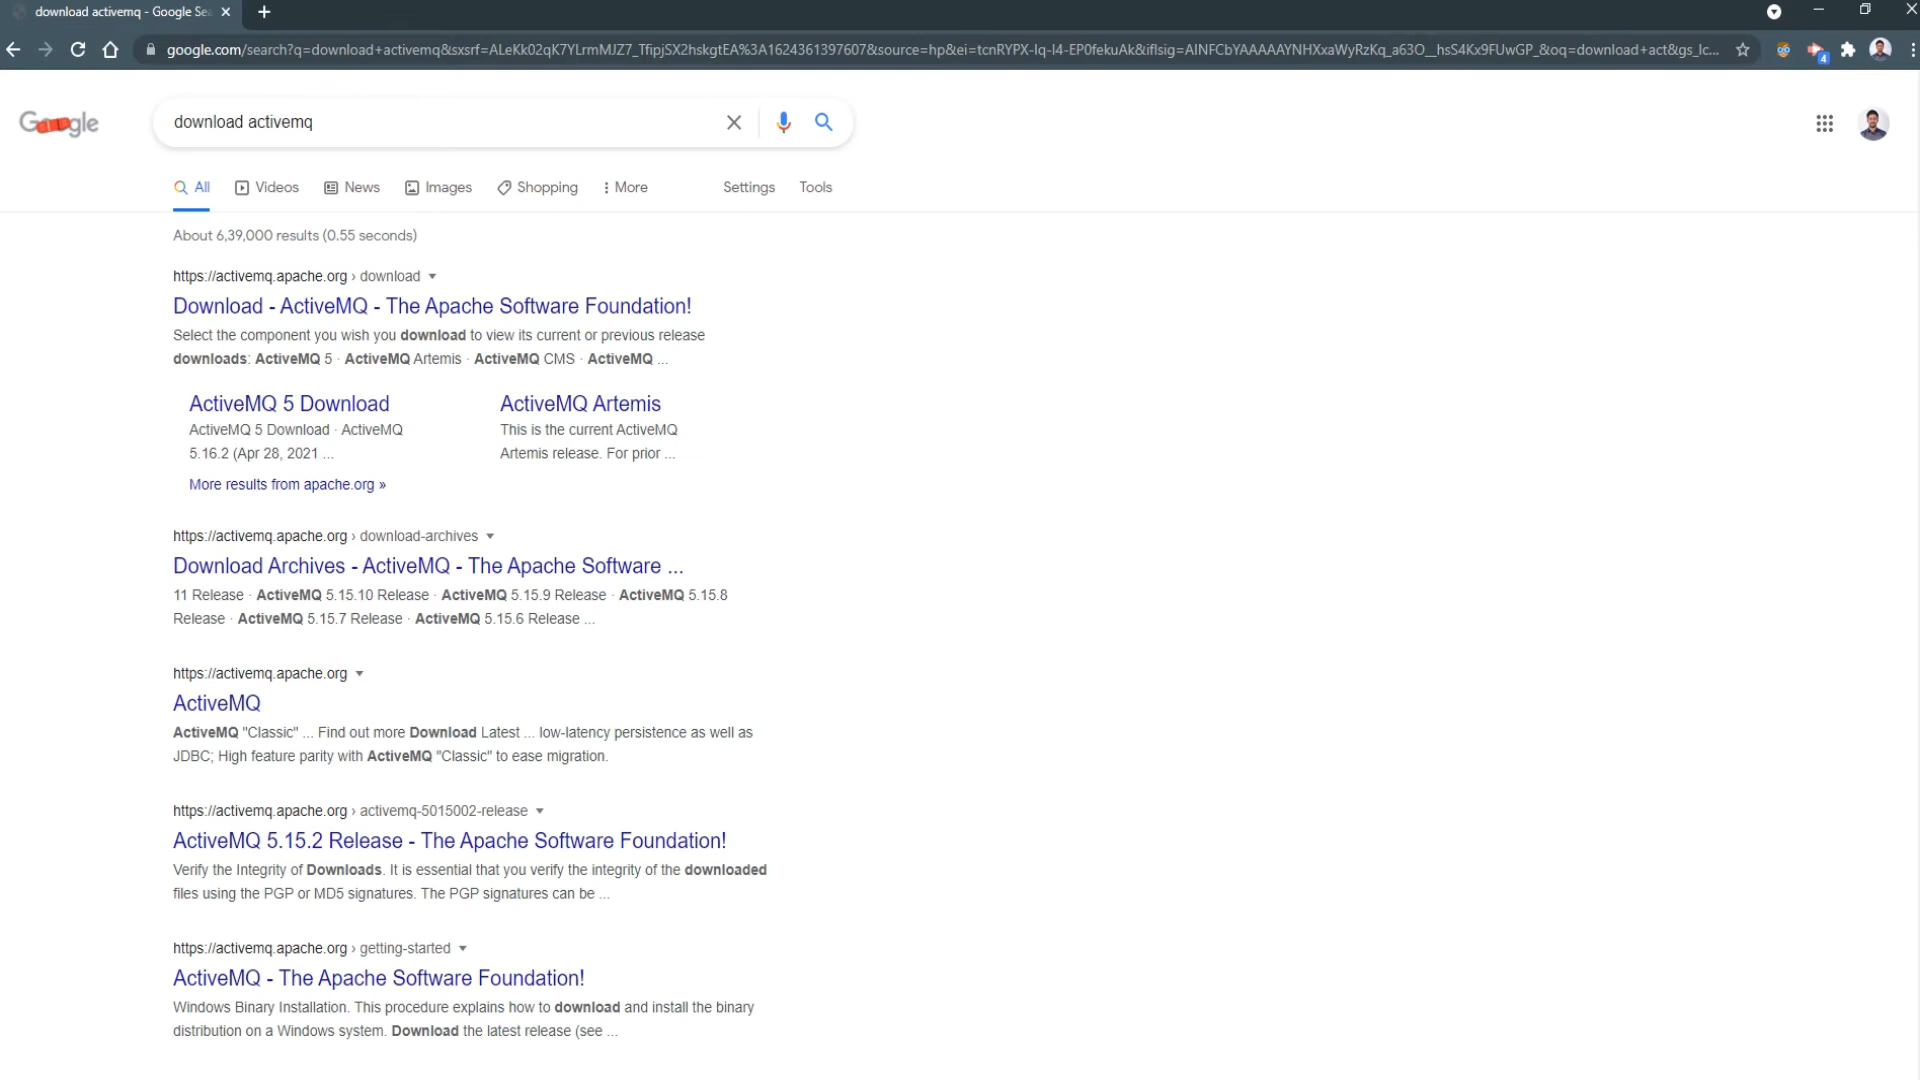 download activemq - Google Sea
google.com/search?q=download+activemq&sxsrf=ALeKk02qK7YLrmMJZ7_TfipjSX2hskgtEA%3A1624361397607&source=hp&ei=tcnRYPX-Iq-I4-EP0fekuAk&iflsig=AINFCbYAAAAAYNHXxaWyRzKq_a63O__hsS4Kx9FUwGP_&oq=download+act&gs_lc...
4
Google
download activemq
All
Videos
News
Images
Shopping
More
Settings
Tools
About 6,39,000 results (0.55 seconds)
https://activemq.apache.org › download
Download - ActiveMQ - The Apache Software Foundation!
Select the component you wish you download to view its current or previous release
downloads: ActiveMQ 5 · ActiveMQ Artemis · ActiveMQ CMS · ActiveMQ ...
ActiveMQ 5 Download
ActiveMQ 5 Download · ActiveMQ
5.16.2 (Apr 28, 2021 ...
ActiveMQ Artemis
This is the current ActiveMQ
Artemis release. For prior ...
More results from apache.org »
https://activemq.apache.org › download-archives
Download Archives - ActiveMQ - The Apache Software ...
11 Release · ActiveMQ 5.15.10 Release · ActiveMQ 5.15.9 Release · ActiveMQ 5.15.8
Release · ActiveMQ 5.15.7 Release · ActiveMQ 5.15.6 Release ...
https://activemq.apache.org
ActiveMQ
ActiveMQ "Classic" ... Find out more Download Latest ... low-latency persistence as well as
JDBC; High feature parity with ActiveMQ "Classic" to ease migration.
https://activemq.apache.org › activemq-5015002-release
ActiveMQ 5.15.2 Release - The Apache Software Foundation!
Verify the Integrity of Downloads. It is essential that you verify the integrity of the downloaded
files using the PGP or MD5 signatures. The PGP signatures can be ...
https://activemq.apache.org › getting-started
ActiveMQ - The Apache Software Foundation!
Windows Binary Installation. This procedure explains how to download and install the binary
distribution on a Windows system. Download the latest release (see ...